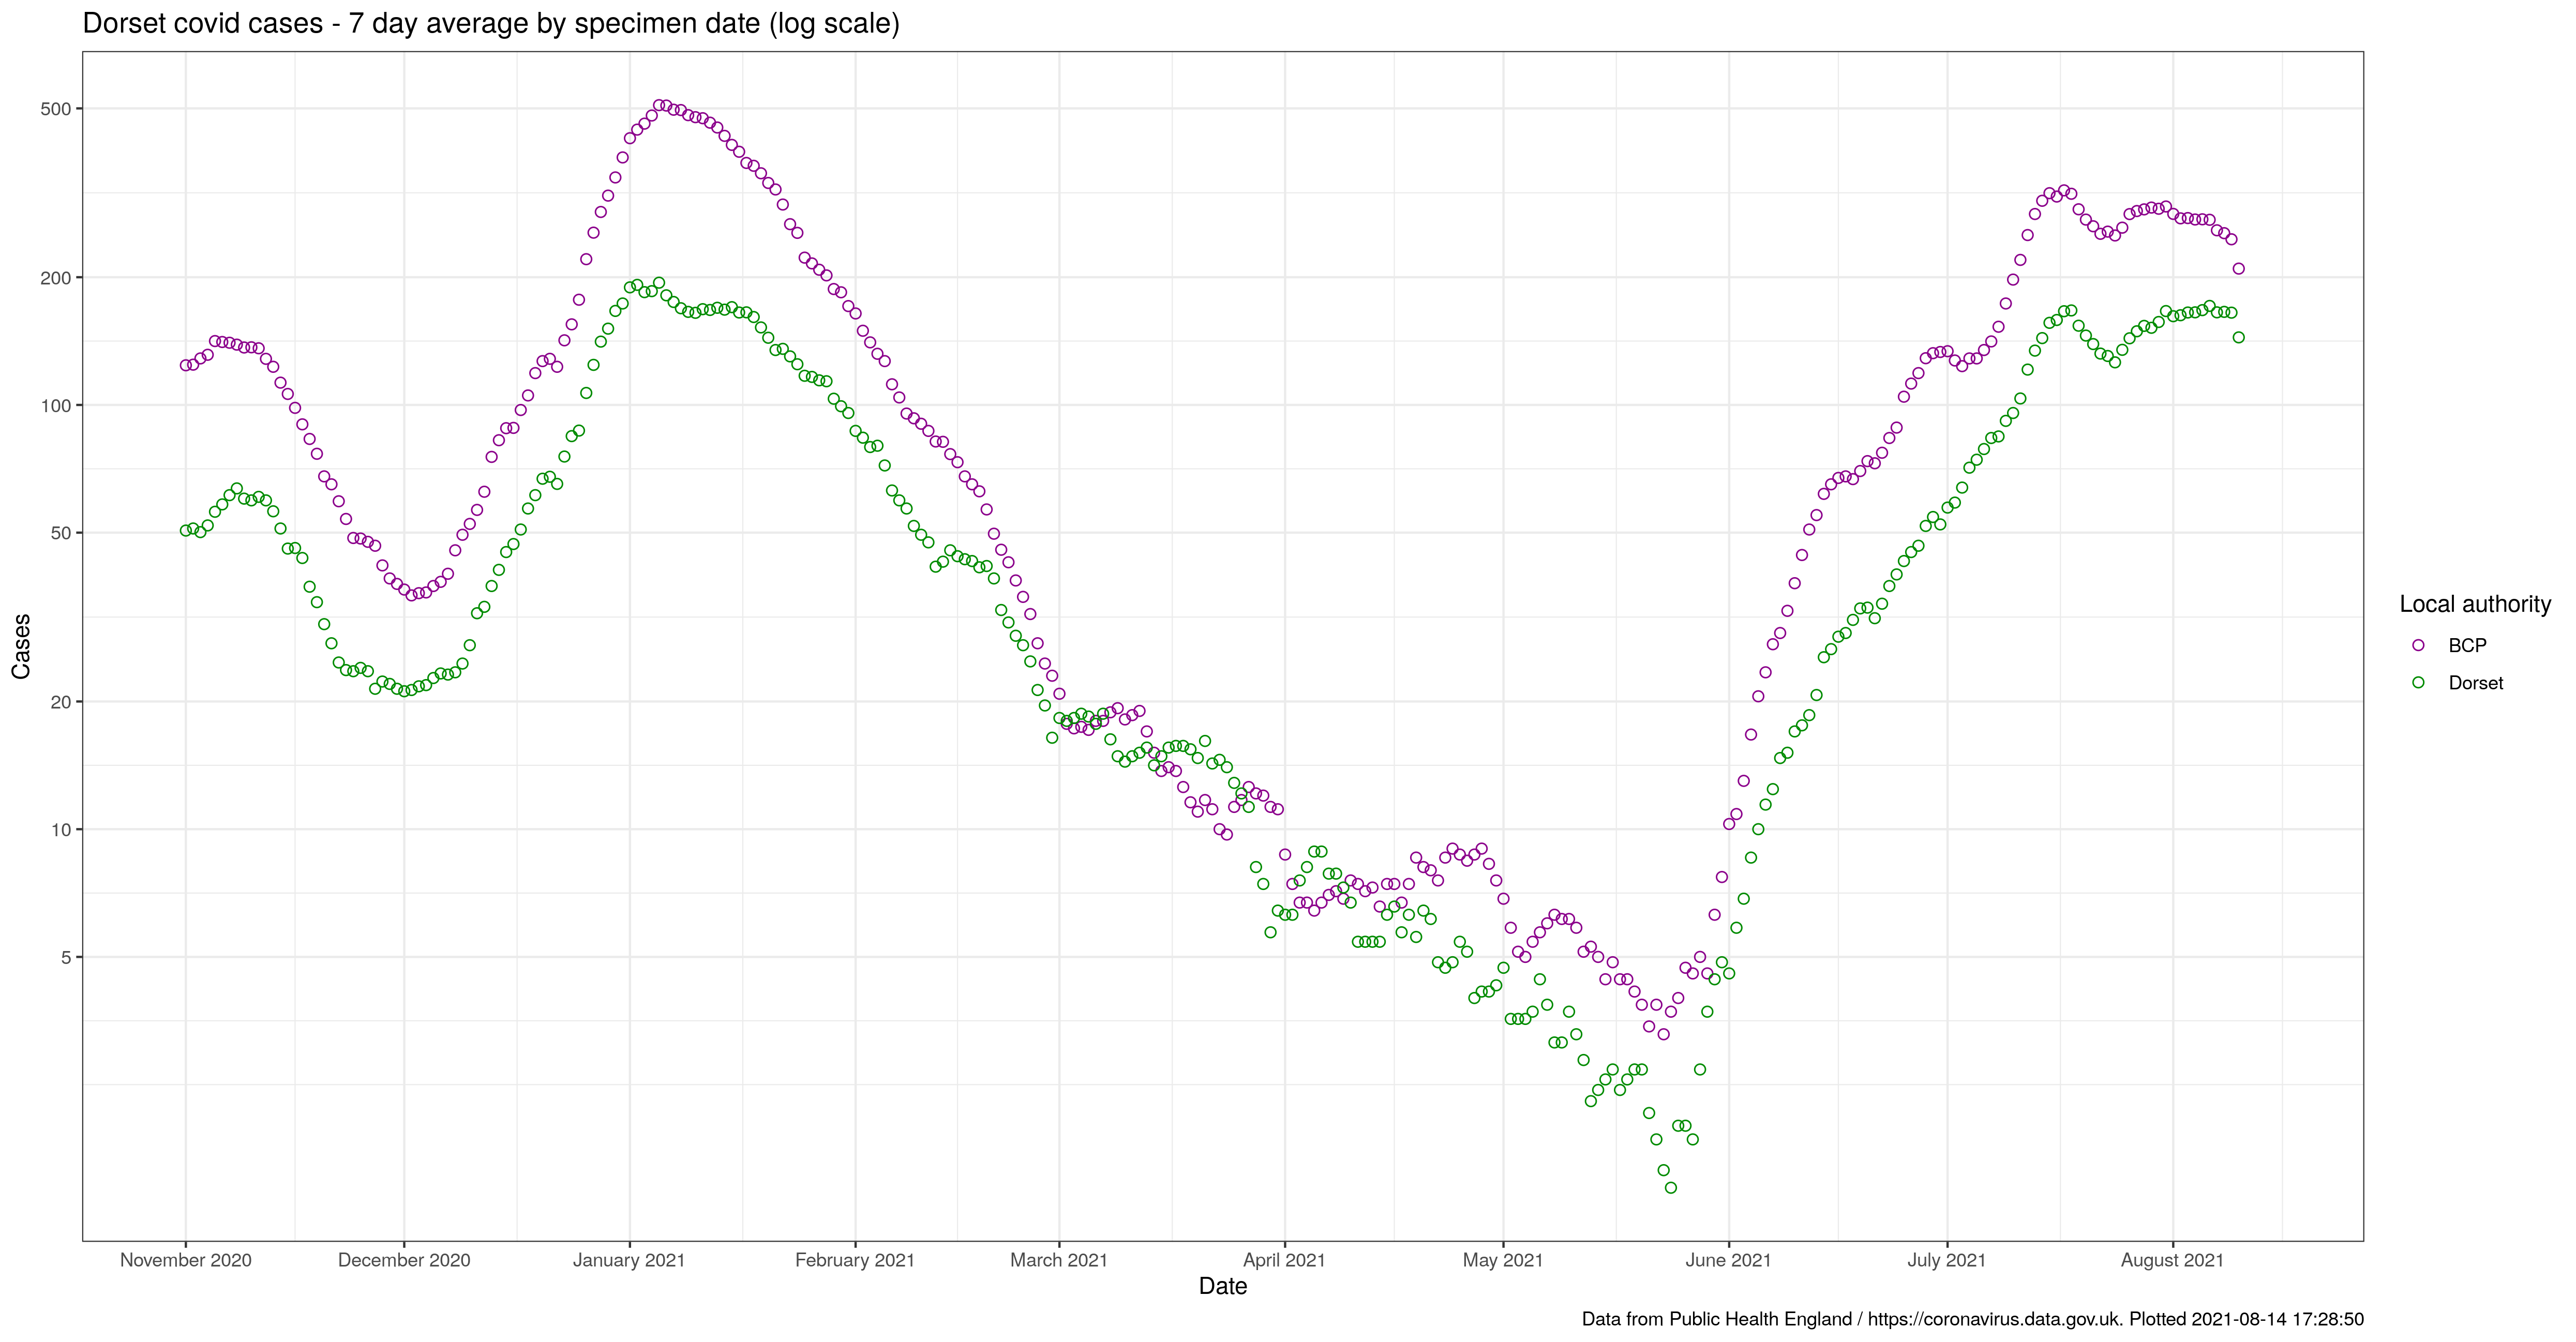 Dorset covid cases - 7 day average by specimen date (log scale)
500
200
100
50
20
10
5
Cases
November 2020 December 2020 January 2021 February 2021 March 2021 April 2021 May 2021 June 2021 July 2021 August 2021
Date
Local authority
BCP
Dorset
Data from Public Health England / https://coronavirus.data.gov.uk. Plotted 2021-08-14 17:28:50